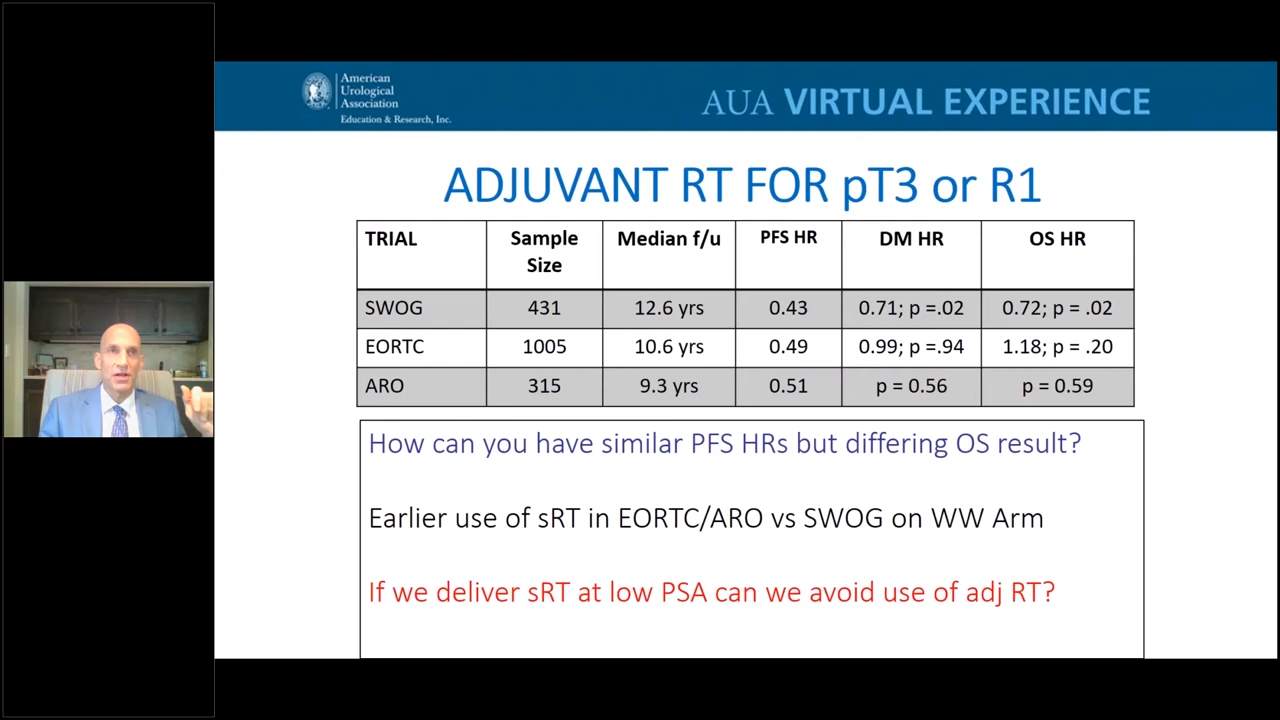 American
Urological
Association
Education & Research, Inc.
AUA VIRTUAL EXPERIENCE
ADJUVANT RT FOR pT3 or R1
TRIAL Sample Size Median f/u PFS HR DM HR OS HR
SWOG 431 12.6 yrs 0.43 0.71; p =.02 0.72; p = .02
EORTC 1005 10.6 yrs 0.49 0.99; p =.94 1.18; p = .20
ARO 315 9.3 yrs 0.51 p = 0.56 p = 0.59
How can you have similar PFS HRs but differing OS result?
Earlier use of sRT in EORTC/ARO vs SWOG on WW Arm
If we deliver sRT at low PSA can we avoid use of adj RT?